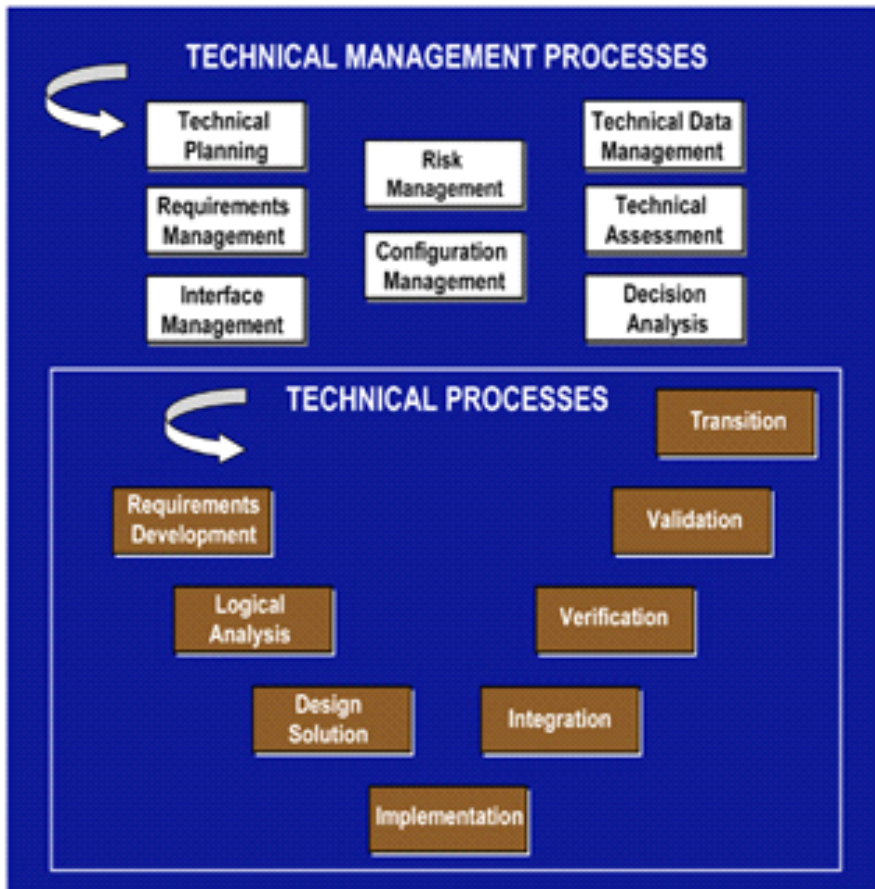 TECHNICAL MANAGEMENT PROCESSES
Technical
Planning
Requirements
Management
Interface
Management
Risk
Management
Configuration
Management
Technical Data
Management
Technical
Assessment
Decision
Analysis
TECHNICAL PROCESSES
Requirements
Development
Logical
Analysis
Design
Solution
Implementation
Integration
Verification
Validation
Transition